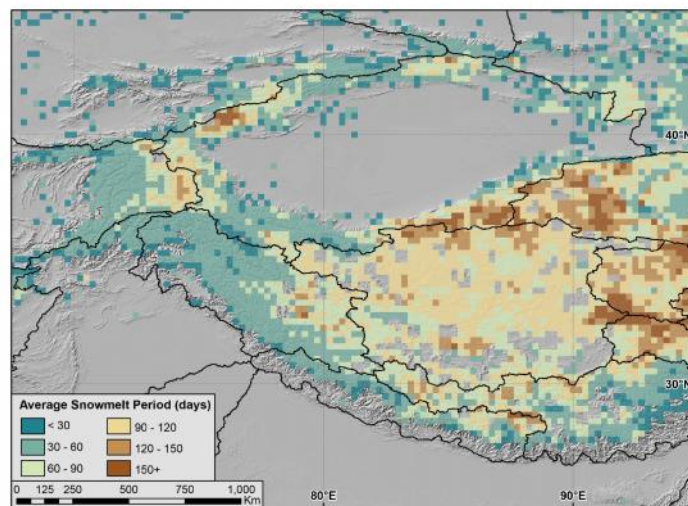 40°N
30°N
Average Snowmelt Period (days)
< 30
90 - 120
30 - 60
120 - 150
60 - 90
150+
0 125 250 500 750 1,000
Km
80°E
90°E